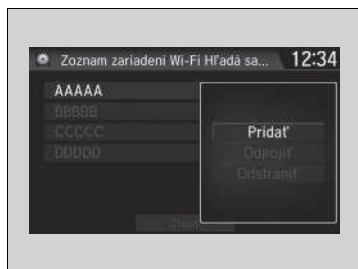 Zoznam zariadení Wi-Fi Hľadá sa... 12:34
AAAAA
BBBBB
CCCCC
DDDDD
Pridať
Odpojiť
Odstrániť